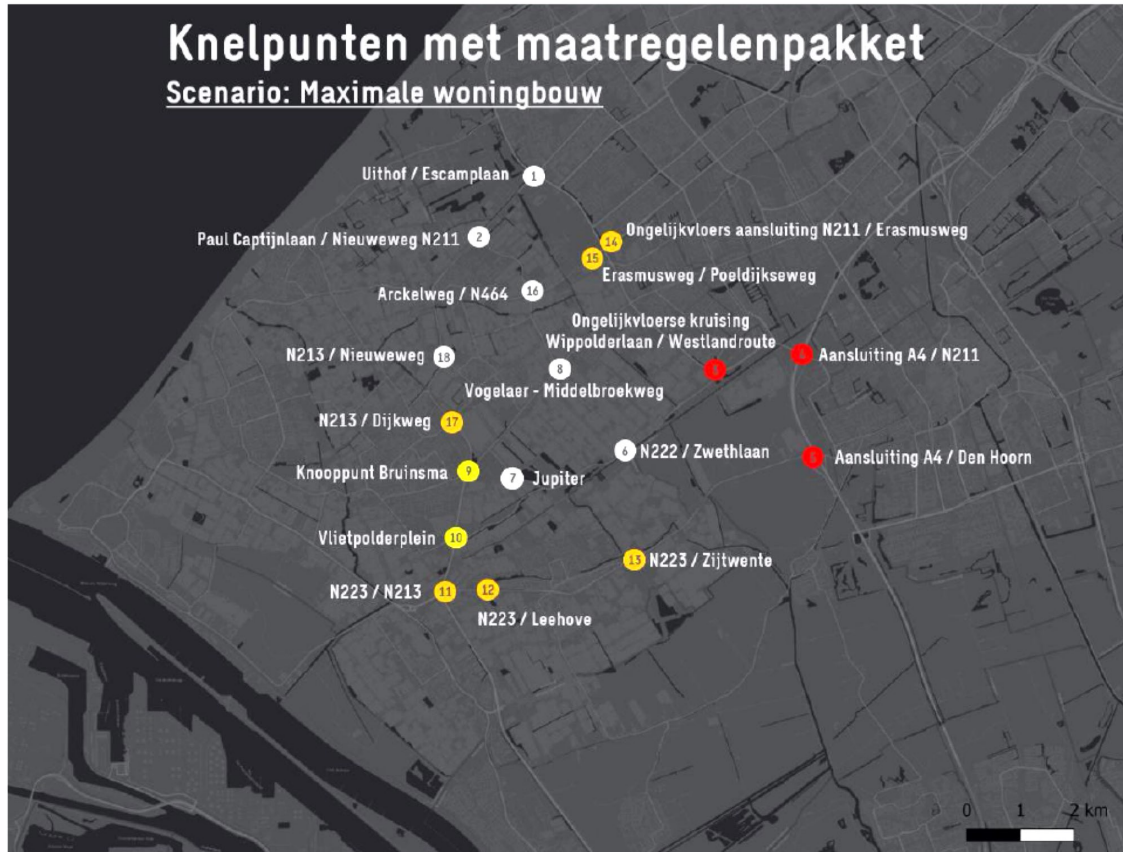 Knelpunten met maatregelenpakket
Scenario: Maximale woningbouw
Uithof / Escamplaan 1
Paul Captijnlaan / Nieuweweg N211 2
14 Ongelijkvloers aansluiting N211 / Erasmusweg
15 Erasmusweg / Poeldijkseweg
Arckelweg / N464 16
Ongelijkvloerse kruising
Wippolderlaan / Westlandroute
4 Aansluiting A4 / N211
N213 / Nieuweweg 18
8
Vogelaer - Middelbroekweg
N213 / Dijkweg 17
6 N222 / Zwethlaan
5 Aansluiting A4 / Den Hoorn
Knooppunt Bruinsma 9
7 Jupiter
Vlietpolderplein 10
13 N223 / Zijtwente
N223 / N213 11
12
N223 / Leehove
0 1 2 km